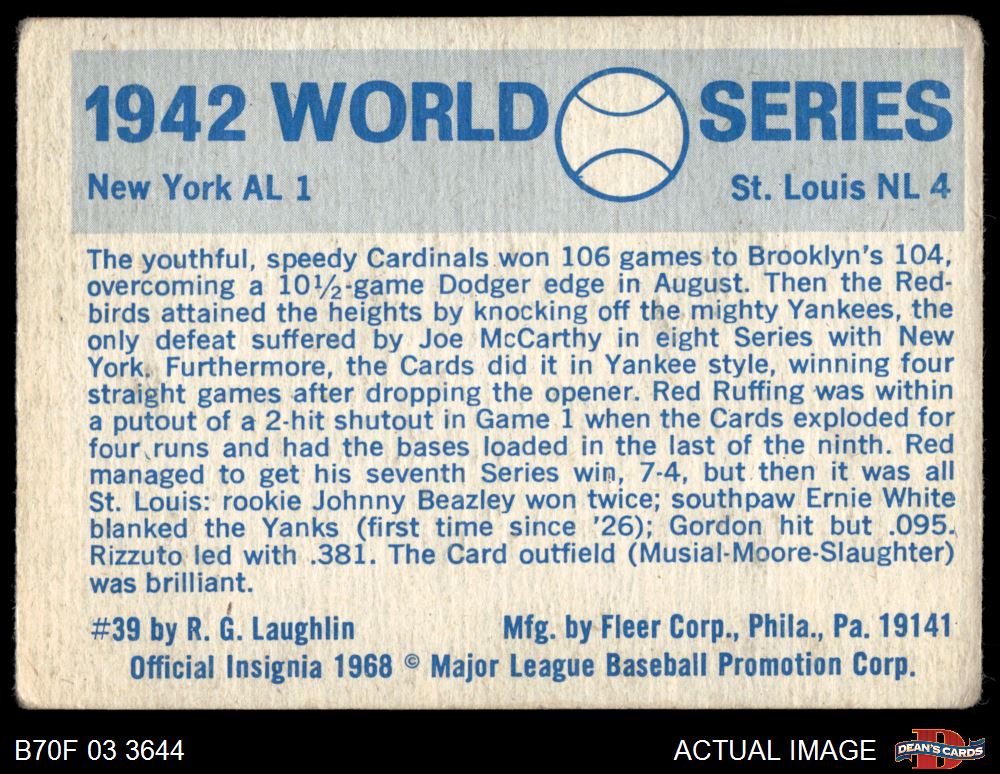 1942 WORLD SERIES
New York AL 1 St. Louis NL 4
The youthful, speedy Cardinals won 106 games to Brooklyn's 104,
overcoming a 10½-game Dodger edge in August. Then the Red-
birds attained the heights by knocking off the mighty Yankees, the
only defeat suffered by Joe McCarthy in eight Series with New
York. Furthermore, the Cards did it in Yankee style, winning four
straight games after dropping the opener. Red Ruffing was within
a putout of a 2-hit shutout in Game 1 when the Cards exploded for
four runs and had the bases loaded in the last of the ninth. Red
managed to get his seventh Series win, 7-4, but then it was all
St. Louis: rookie Johnny Beazley won twice; southpaw Ernie White
blanked the Yanks (first time since '26); Gordon hit but .095.
Rizzuto led with .381. The Card outfield (Musial-Moore-Slaughter)
was brilliant.
#39 by R. G. Laughlin Mfg. by Fleer Corp., Phila., Pa. 19141
Official Insignia 1968 © Major League Baseball Promotion Corp.
B70F 03 3644 ACTUAL IMAGE DEAN'S CARDS